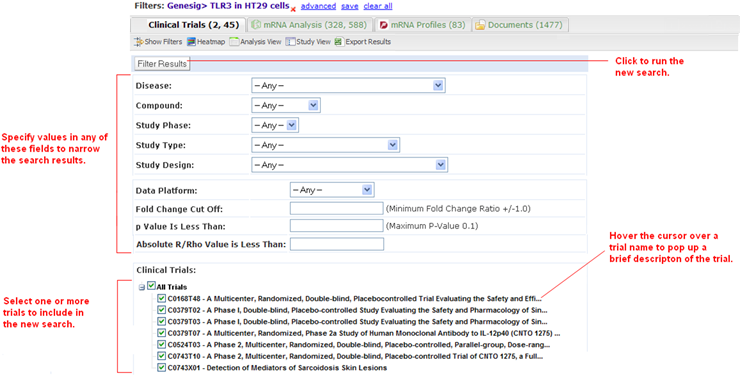 Filters: Genesig> TLR3 in HT29 cells advanced save clear all
Clinical Trials (2, 45) mRNA Analysis (328, 588) mRNA Profiles (83) Documents (1477)
Show Filters Heatmap Analysis View Study View Export Results
Filter Results
Click to run the
new search.
Disease: -- Any --
Compound: -- Any --
Study Phase: -- Any --
Specify values in any of
these fields to narrow
the search results.
Study Type: -- Any --
Study Design: -- Any --
Data Platform: -- Any --
Fold Change Cut Off: (Minimum Fold Change Ratio +/-1.0)
p Value Is Less Than: (Maximum P-Value 0.1)
Absolute R/Rho Value is Less Than:
Hover the cursor over a
trial name to pop up a
brief descripton of the trial.
Clinical Trials:
All Trials
Select one or more
trials to include in
the new search.
C0168T48 - A Multicenter, Randomized, Double-blind, Placebocontrolled Trial Evaluating the Safety and Effi...
C0379T02 - A Phase I, Double-blind, Placebo-controlled Study Evaluating the Safety and Pharmacology of Sin...
C0379T03 - A Phase I, Double-blind, Placebo-controlled Study Evaluating the Safety and Pharmacology of Sin...
C0379T07 - A Multicenter, Randomized, Phase 2a Study of Human Monoclonal Antibody to IL-12p40 (CNTO 1275) ...
C0524T03 - A Phase 2, Multicenter, Randomized, Double-blind, Placebo-controlled, Parallel-group, Dose-rang...
C0743T10 - A Phase 2, Multicenter, Randomized, Double-blind, Placebo-controlled Trial of CNTO 1275, a Full...
C0743X01 - Detection of Mediators of Sarcoidosis Skin Lesions